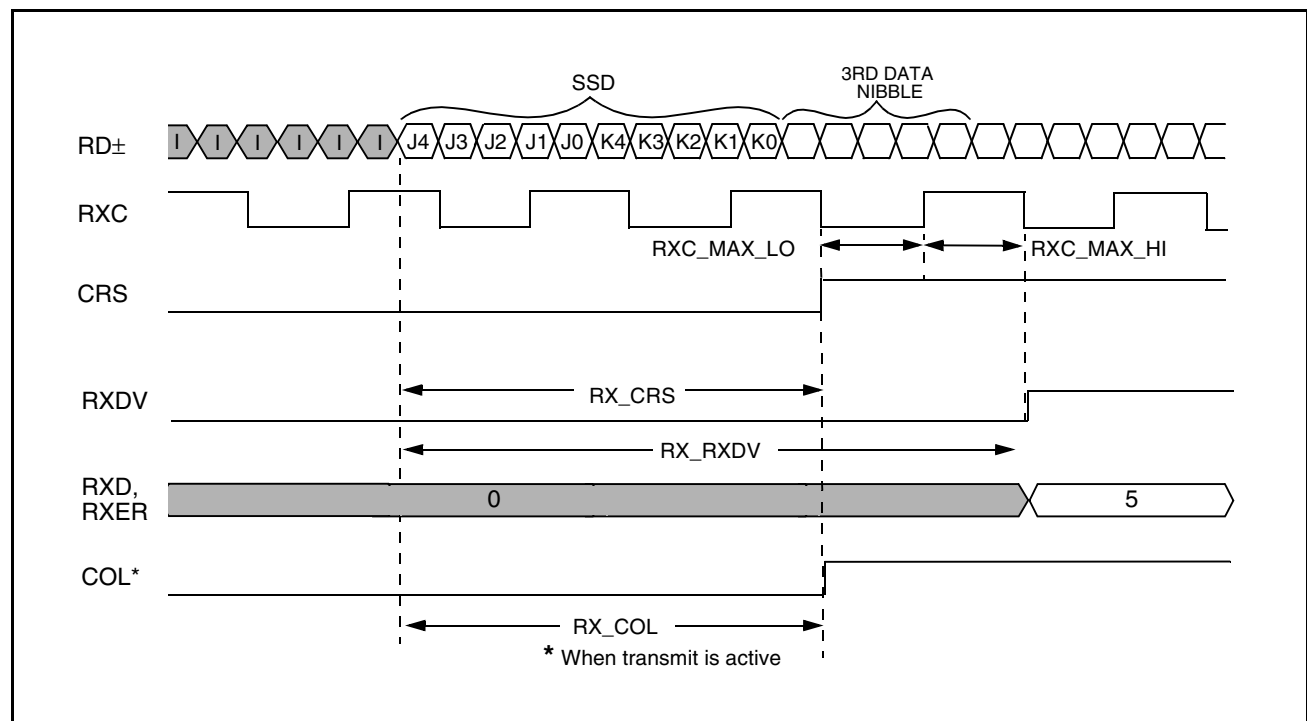 SSD
3RD DATA
NIBBLE
RD±
I I I I I I J4 J3 J2 J1 J0 K4 K3 K2 K1 K0
RXC
RXC_MAX_LO RXC_MAX_HI
CRS
RX_CRS
RXDV
RX_RXDV
RXD,
RXER
0 5
COL*
RX_COL
* When transmit is active